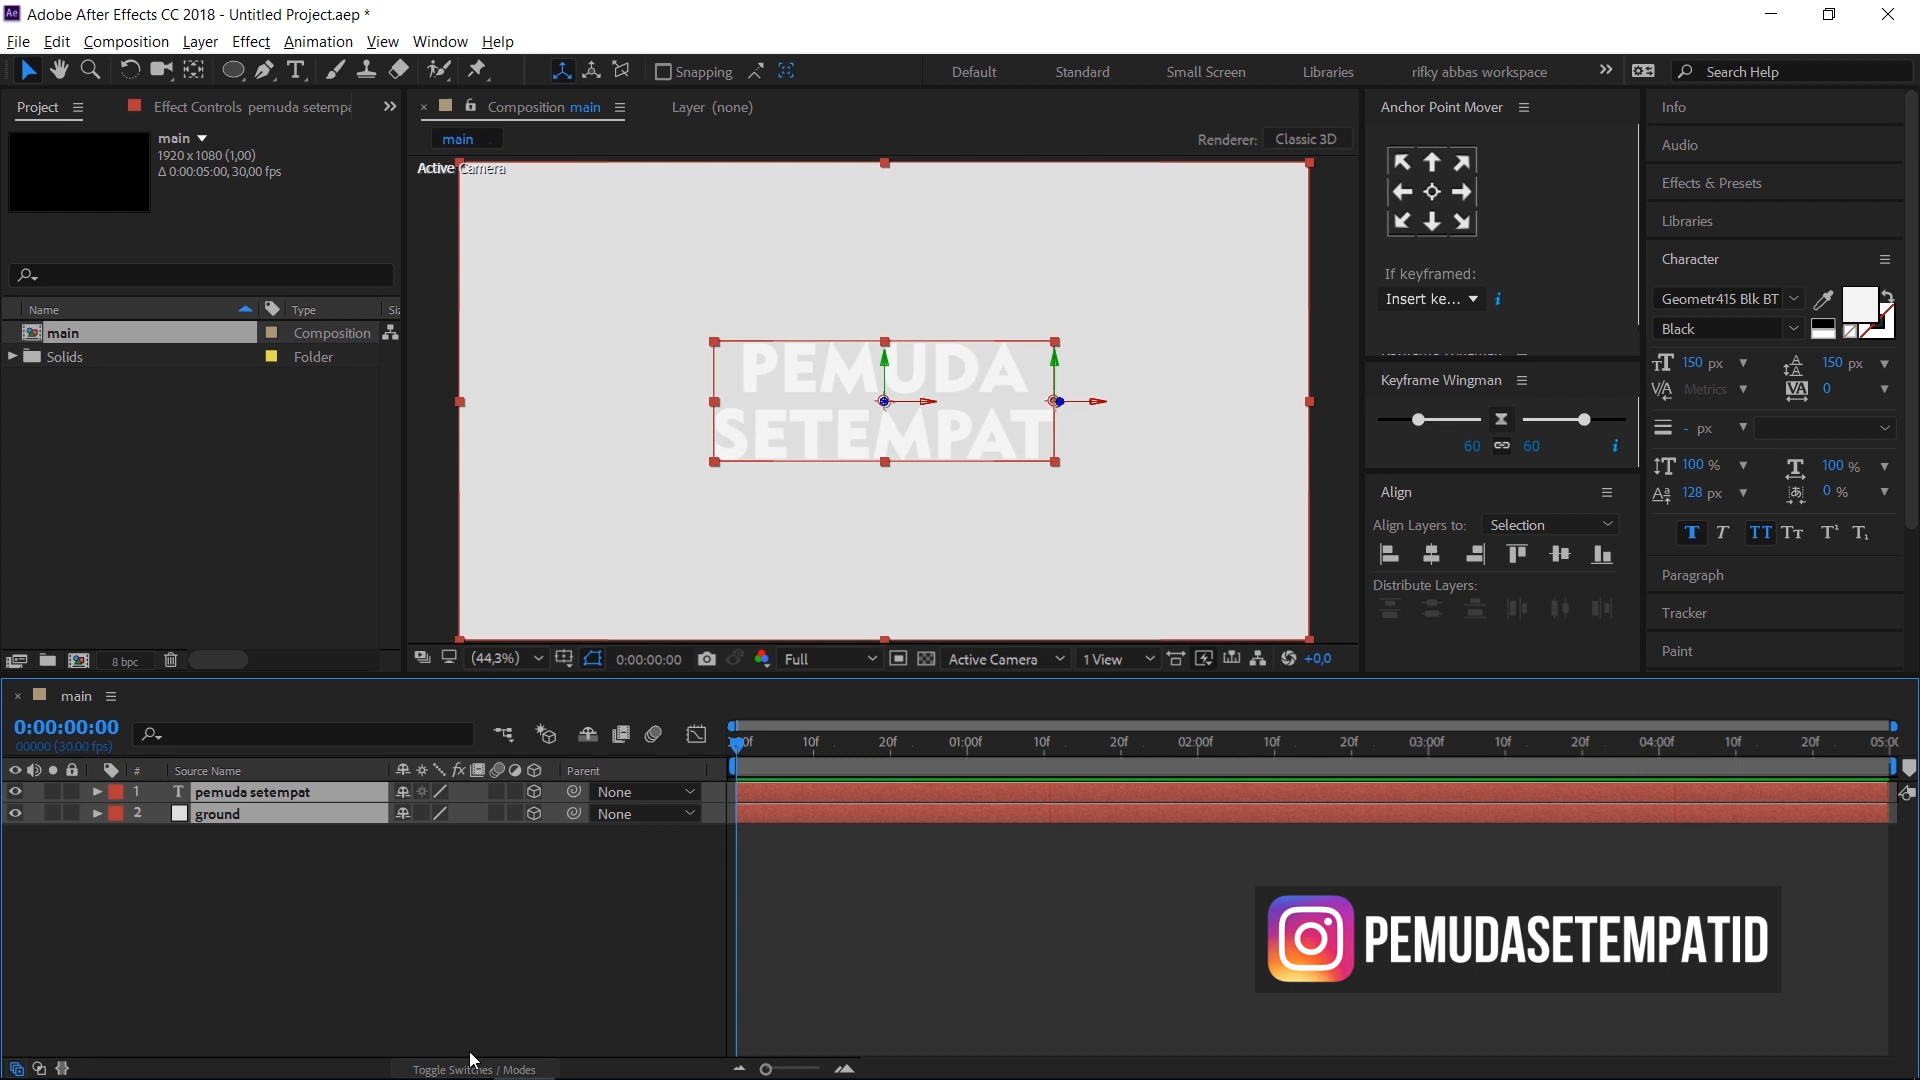 Adobe After Effects CC 2018 - Untitled Project.aep *
File Edit Composition Layer Effect Animation View Window Help
Snapping
Default Standard Small Screen Libraries rifky abbas workspace
Search Help
Project
Effect Controls pemuda setempa
main
1920 x 1080 (1,00)
Δ 0:00:05:00, 30,00 fps
Name Type Siz
main Composition
Solids Folder
8 bpc
Composition main
Layer (none)
main
Renderer: Classic 3D
Active Camera
PEMUDA
SETEMPAT
(44,3%) 0:00:00:00 Full Active Camera 1 View +0,0
Anchor Point Mover
If keyframed:
Insert ke...
Keyframe Wingman
60 60
Align
Align Layers to: Selection
Distribute Layers:
Info
Audio
Effects & Presets
Libraries
Character
Geometr415 Blk BT
Black
150 px 150 px
Metrics 0
- px
100 % 100 %
128 px 0 %
Paragraph
Tracker
Paint
main
0:00:00:00
00000 (30.00 fps)
# Source Name Parent
1 pemuda setempat None
2 ground None
10f 20f 01:00f 10f 20f 02:00f 10f 20f 03:00f 10f 20f 04:00f 10f 20f 05:00
PEMUDASETEMPATID
Toggle Switches / Modes